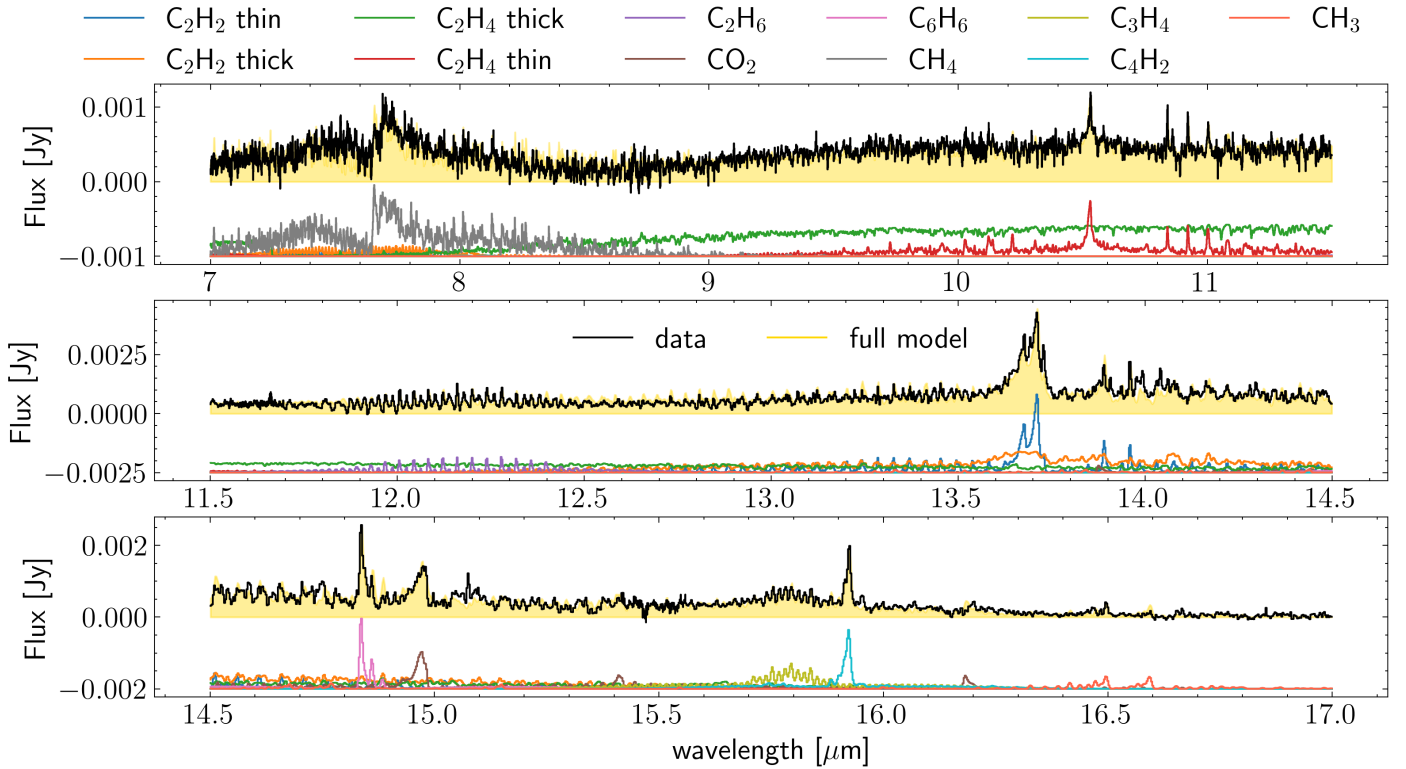 C₂H₂ thin C₂H₄ thick C₂H₆ C₆H₆ C₃H₄ CH₃
C₂H₂ thick C₂H₄ thin CO₂ CH₄ C₄H₂
Flux [Jy]
0.001
0.000
−0.001
7 8 9 10 11
data full model
Flux [Jy]
0.0025
0.0000
−0.0025
11.5 12.0 12.5 13.0 13.5 14.0 14.5
Flux [Jy]
0.002
0.000
−0.002
14.5 15.0 15.5 16.0 16.5 17.0
wavelength [μm]